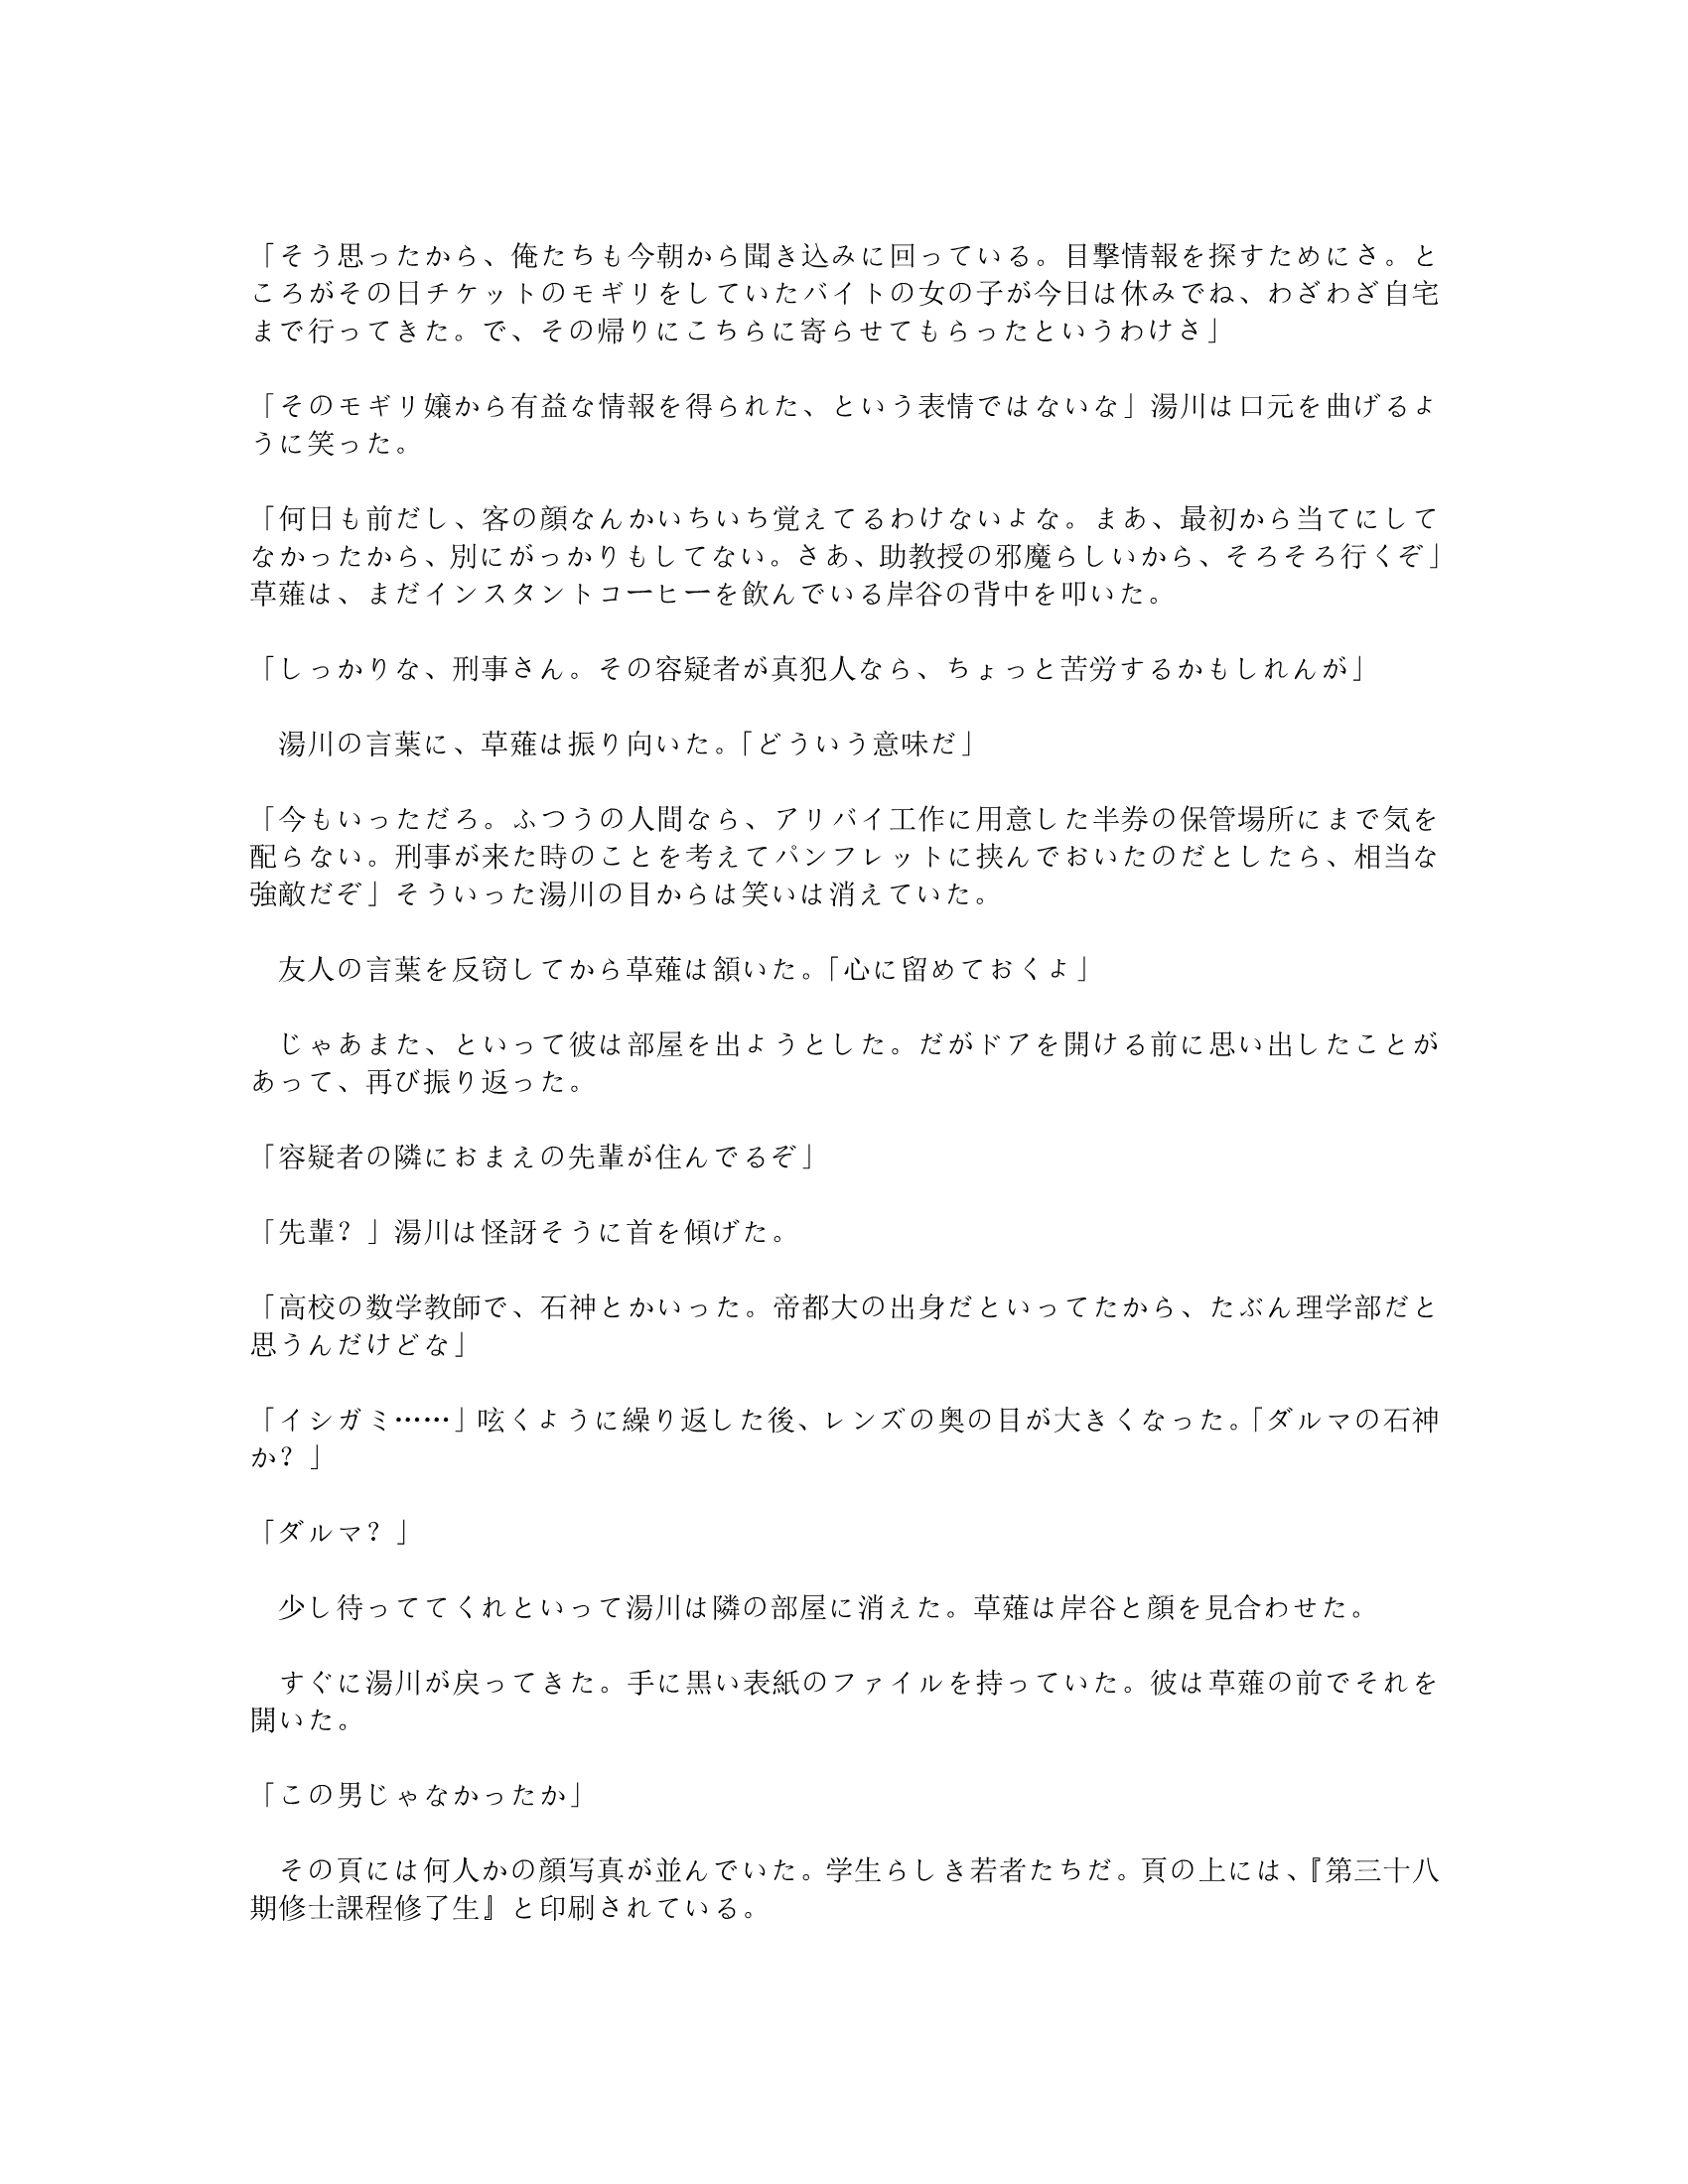 「そう思ったから、俺たちも今朝から聞き込みに回っている。目撃情報を探すためにさ。と
ころがその日チケットのモギリをしていたバイトの女の子が今日は休みでね、わざわざ自宅
まで行ってきた。で、その帰りにこちらに寄らせてもらったというわけさ」
「そのモギリ嬢から有益な情報を得られた、という表情ではないな」湯川は口元を曲げるよ
うに笑った。
「何日も前だし、客の顔なんかいちいち覚えてるわけないよな。まあ、最初から当てにして
なかったから、別にがっかりもしてない。さあ、助教授の邪魔らしいから、そろそろ行くぞ」
草薙は、まだインスタントコーヒーを飲んでいる岸谷の背中を叩いた。
「しっかりな、刑事さん。その容疑者が真犯人なら、ちょっと苦労するかもしれんが」
　湯川の言葉に、草薙は振り向いた。「どういう意味だ」
「今もいっただろ。ふつうの人間なら、アリバイ工作に用意した半券の保管場所にまで気を
配らない。刑事が来た時のことを考えてパンフレットに挟んでおいたのだとしたら、相当な
強敵だぞ」そういった湯川の目からは笑いは消えていた。
　友人の言葉を反窃してから草薙は頷いた。「心に留めておくよ」
　じゃあまた、といって彼は部屋を出ようとした。だがドアを開ける前に思い出したことが
あって、再び振り返った。
「容疑者の隣におまえの先輩が住んでるぞ」
「先輩？」湯川は怪訝そうに首を傾げた。
「高校の数学教師で、石神とかいった。帝都大の出身だといってたから、たぶん理学部だと
思うんだけどな」
「イシガミ……」呟くように繰り返した後、レンズの奥の目が大きくなった。「ダルマの石神
か？」
「ダルマ？」
　少し待っててくれといって湯川は隣の部屋に消えた。草薙は岸谷と顔を見合わせた。
　すぐに湯川が戻ってきた。手に黒い表紙のファイルを持っていた。彼は草薙の前でそれを
開いた。
「この男じゃなかったか」
　その頁には何人かの顔写真が並んでいた。学生らしき若者たちだ。頁の上には、『第三十八
期修士課程修了生』と印刷されている。